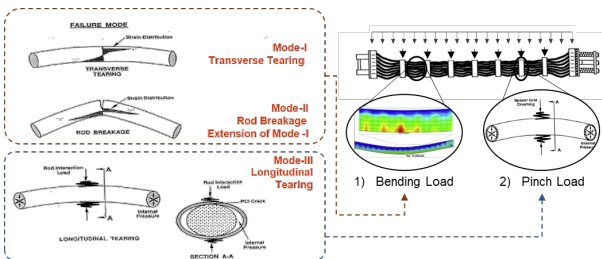 FAILURE MODE
Strain Distribution
TRANSVERSE
TEARING
Mode-I
Transverse Tearing
Strain Distribution
ROD BREAKAGE
Mode-II
Rod Breakage
Extension of Mode -I
Mode-III
Longitudinal
Tearing
Rod Interaction
Load
A
A
Internal
Pressure
LONGITUDINAL TEARING
Rod Interaction
Load
PCI Crack
Internal
Pressure
SECTION A-A
Spacer Grid
Crushing
Internal
Pressure
1) Bending Load
2) Pinch Load